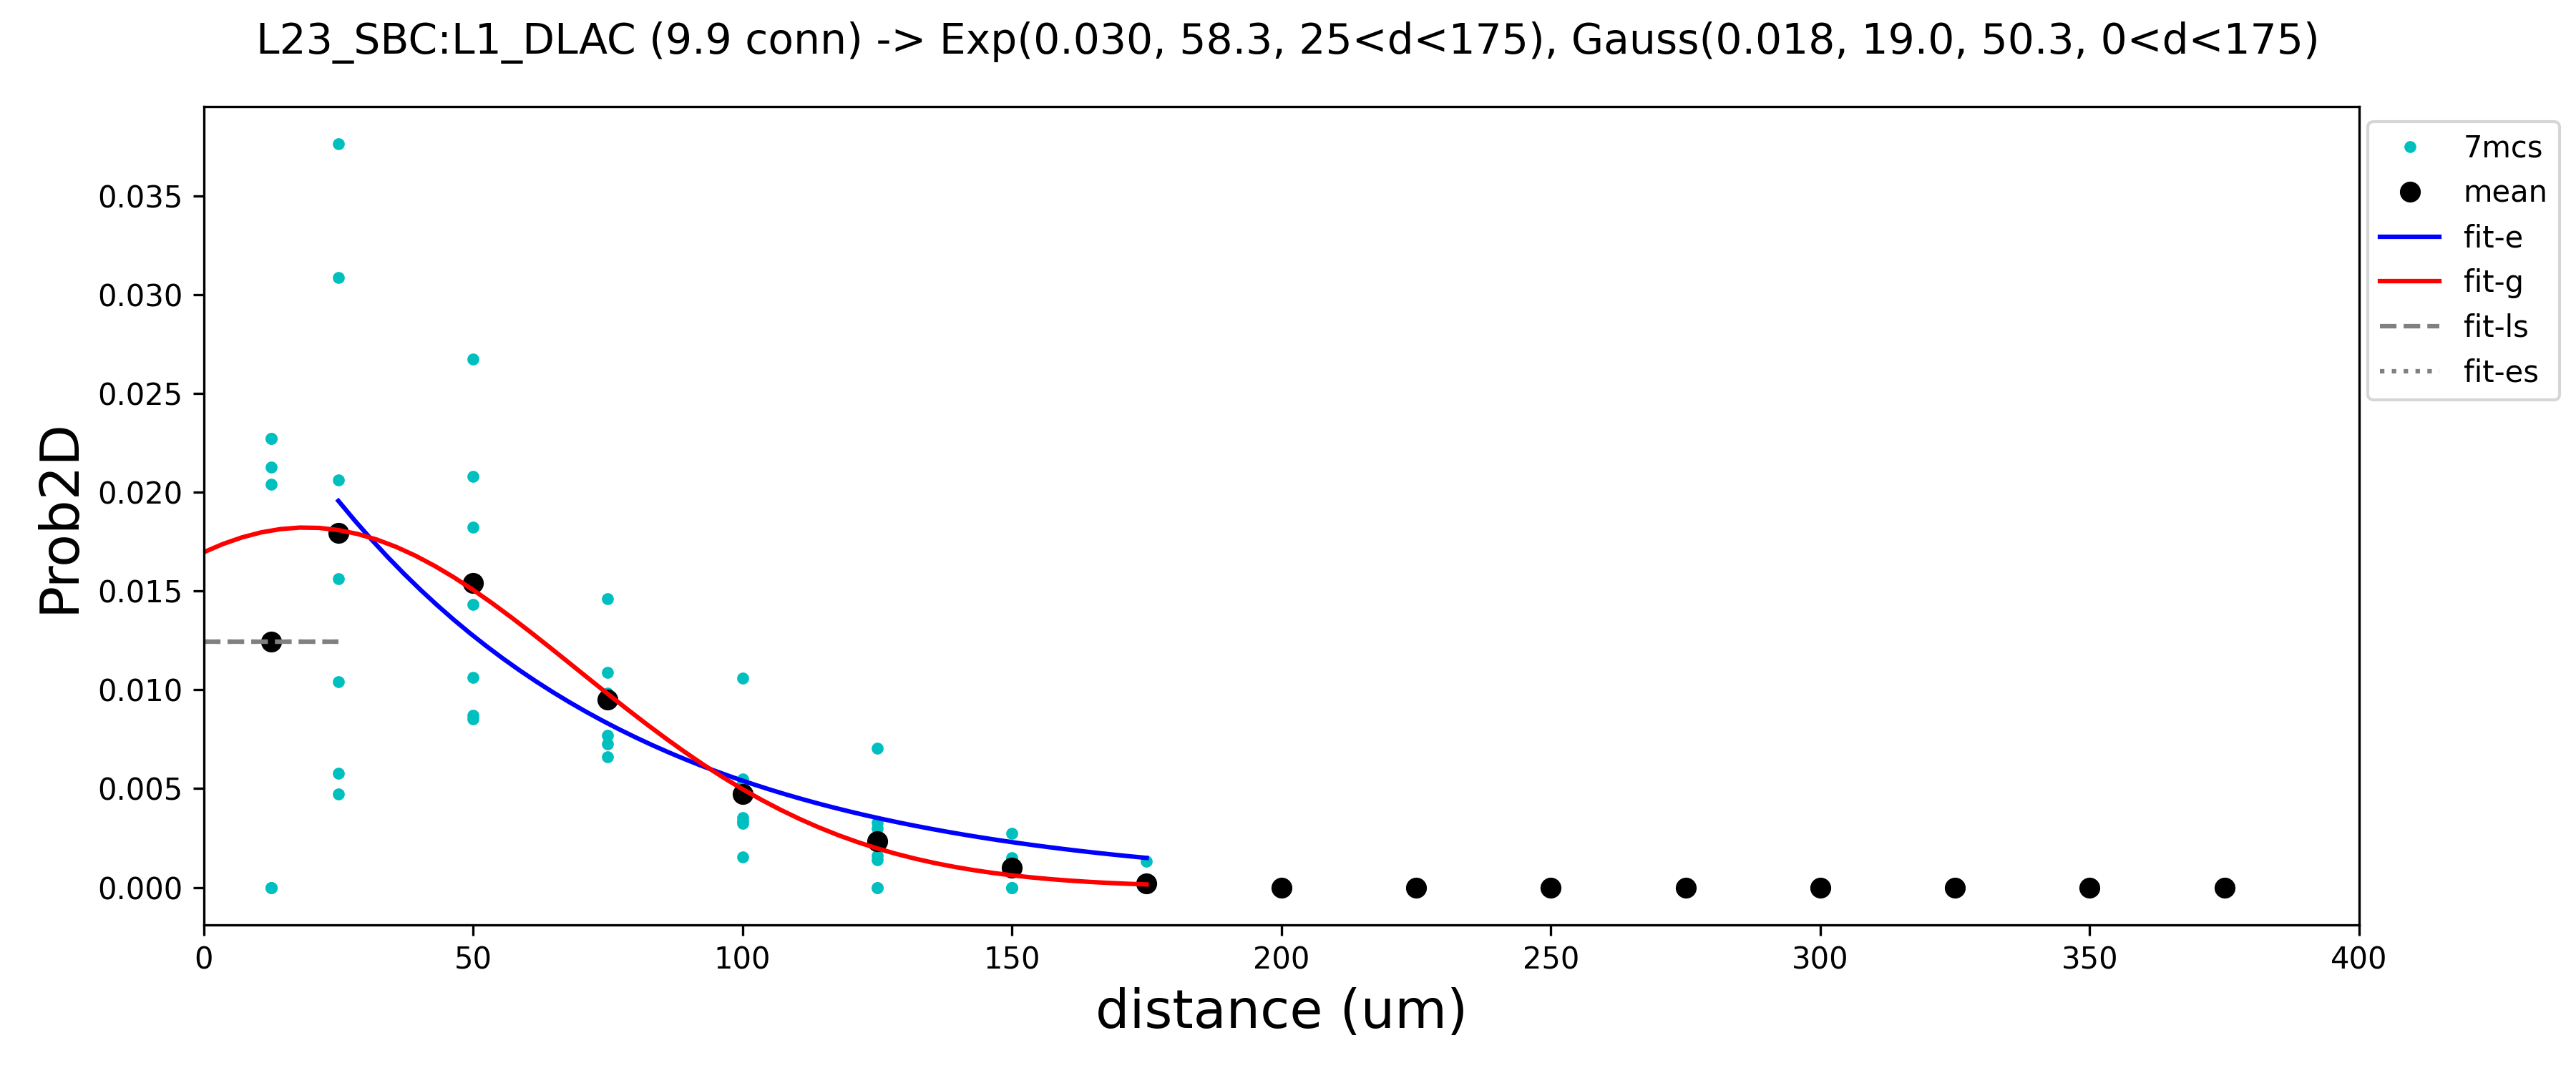 L23_SBC:L1_DLAC (9.9 conn) -> Exp(0.030, 58.3, 25<d<175), Gauss(0.018, 19.0, 50.3, 0<d<175)
7mcs
mean
fit-e
fit-g
fit-ls
fit-es
Prob2D
0.035
0.030
0.025
0.020
0.015
0.010
0.005
0.000
0 50 100 150 200 250 300 350 400
distance (um)